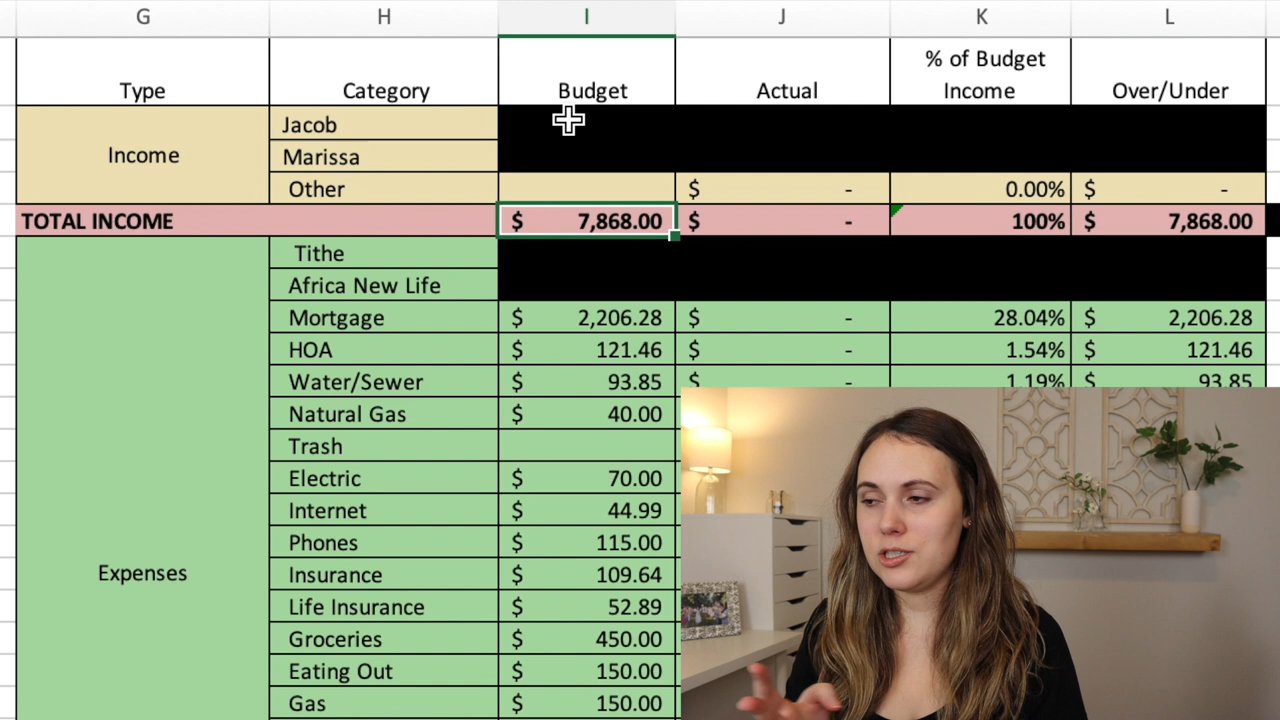 G H I J K L
Type Category Budget Actual % of Budget Income Over/Under
Income
Jacob
Marissa
Other $ - 0.00% $ -
TOTAL INCOME $ 7,868.00 $ - 100% $ 7,868.00
Expenses
Tithe
Africa New Life
Mortgage $ 2,206.28 $ - 28.04% $ 2,206.28
HOA $ 121.46 $ - 1.54% $ 121.46
Water/Sewer $ 93.85 $ - 1.19% $ 93.85
Natural Gas $ 40.00
Trash
Electric $ 70.00
Internet $ 44.99
Phones $ 115.00
Insurance $ 109.64
Life Insurance $ 52.89
Groceries $ 450.00
Eating Out $ 150.00
Gas $ 150.00